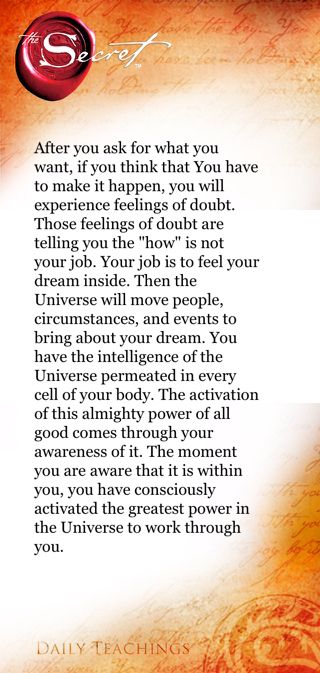 the Secret™
After you ask for what you
want, if you think that You have
to make it happen, you will
experience feelings of doubt.
Those feelings of doubt are
telling you the "how" is not
your job. Your job is to feel your
dream inside. Then the
Universe will move people,
circumstances, and events to
bring about your dream. You
have the intelligence of the
Universe permeated in every
cell of your body. The activation
of this almighty power of all
good comes through your
awareness of it. The moment
you are aware that it is within
you, you have consciously
activated the greatest power in
the Universe to work through
you.
DAILY TEACHINGS